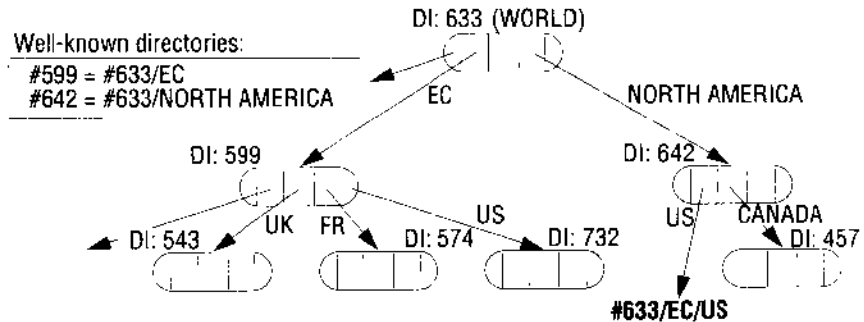 DI: 633 (WORLD)
Well-known directories:
#599 = #633/EC
#642 = #633/NORTH AMERICA
EC
NORTH AMERICA
DI: 599
DI: 642
UK
FR
US
US
CANADA
DI: 543
DI: 574
DI: 732
DI: 457
#633/EC/US